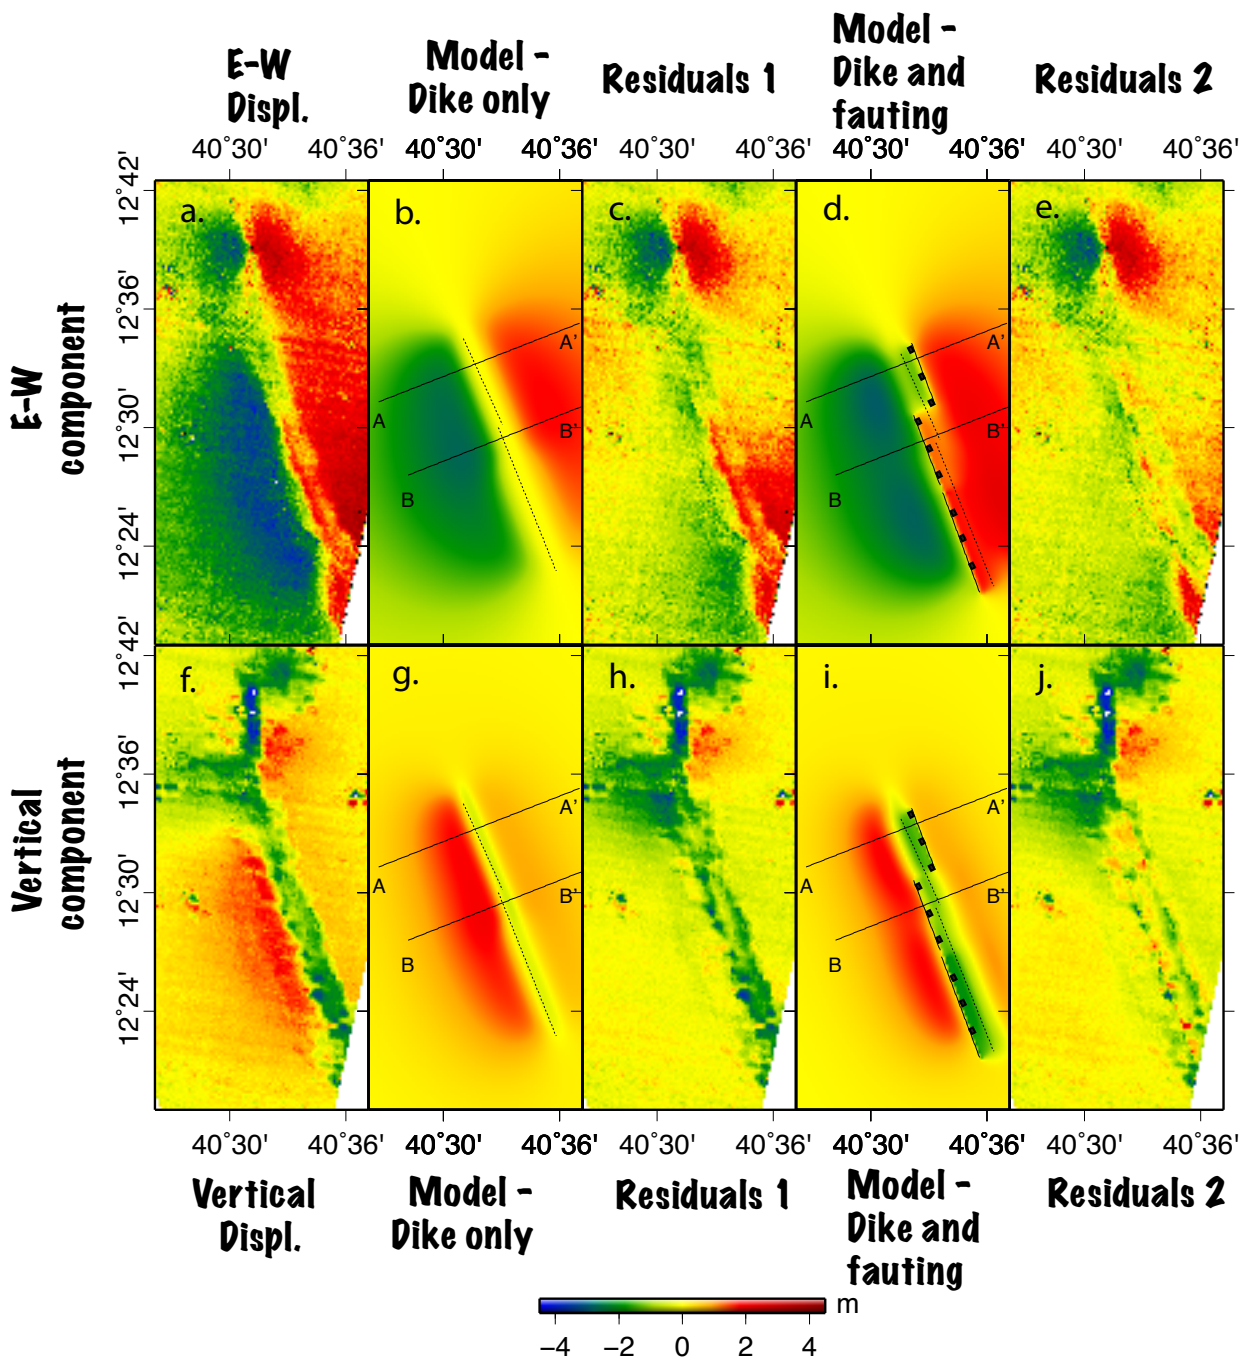 E-W
Displ.
Model -
Dike only
Residuals 1
Model -
Dike and
fauting
Residuals 2
40˚30' 40˚36' 40˚30' 40˚36' 40˚30' 40˚36' 40˚30' 40˚36' 40˚30' 40˚36'
E-W
component
12˚42'
12˚36'
12˚30'
12˚24'
a.
b.
A
A'
B
B'
c.
d.
A
A'
B
B'
e.
Vertical
component
12˚42'
12˚36'
12˚30'
12˚24'
f.
g.
A
A'
B
B'
h.
i.
A
A'
B
B'
j.
40˚30' 40˚36' 40˚30' 40˚36' 40˚30' 40˚36' 40˚30' 40˚36' 40˚30' 40˚36'
Vertical
Displ.
Model -
Dike only
Residuals 1
Model -
Dike and
fauting
Residuals 2
m
−4 −2 0 2 4